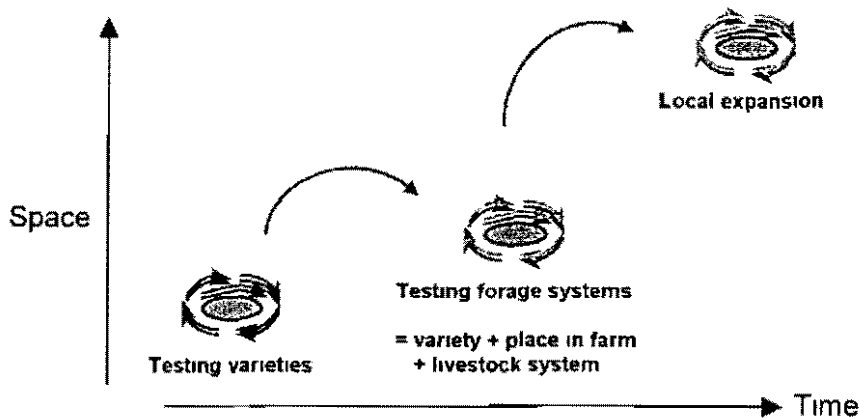 Local expansion
Space
Testing forage systems
= variety + place in farm
+ livestock system
Testing varieties
Time